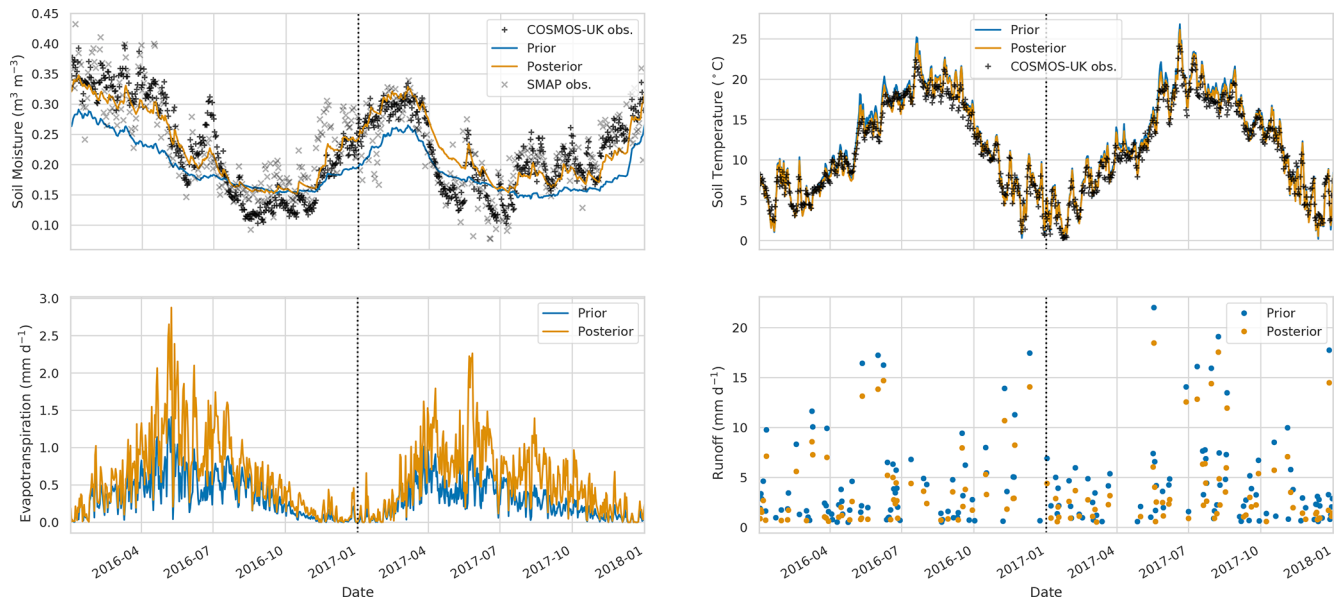 0.45
0.40
0.35
0.30
0.25
0.20
0.15
0.10
Soil Moisture (m³ m⁻³)
COSMOS-UK obs.
Prior
Posterior
SMAP obs.
25
20
15
10
5
0
Soil Temperature (°C)
Prior
Posterior
COSMOS-UK obs.
3.0
2.5
2.0
1.5
1.0
0.5
0.0
Evapotranspiration (mm d⁻¹)
Prior
Posterior
2016-04 2016-07 2016-10 2017-01 2017-04 2017-07 2017-10 2018-01
Date
20
15
10
5
0
Runoff (mm d⁻¹)
Prior
Posterior
2016-04 2016-07 2016-10 2017-01 2017-04 2017-07 2017-10 2018-01
Date